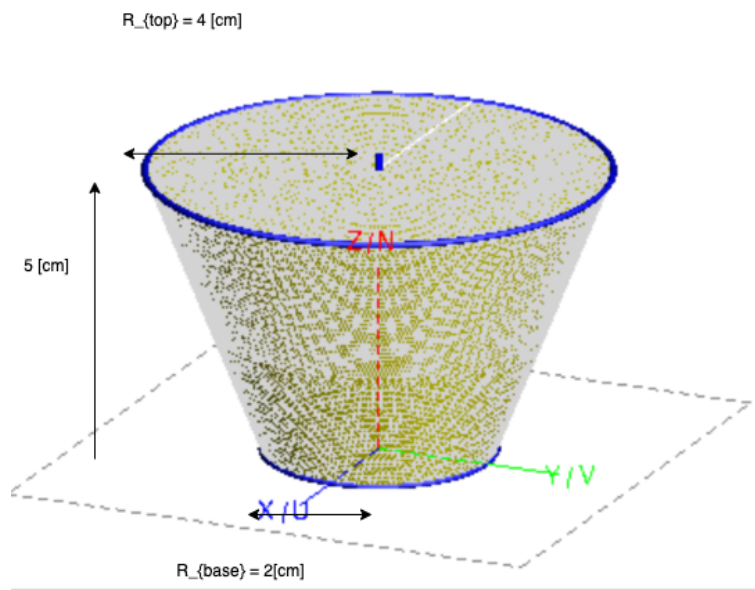 R_{top} = 4 [cm]
Z/N
5 [cm]
Y/V
X/U
R_{base} = 2[cm]